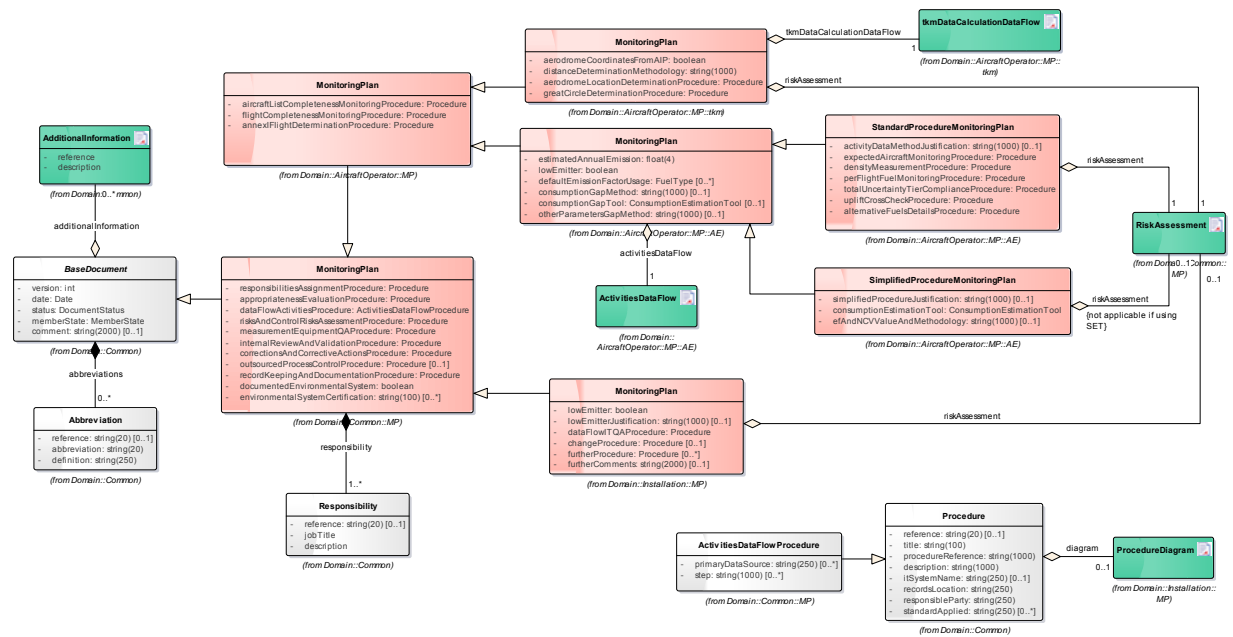 tkmDataCalculationDataFlow
(from Domain::AircraftOperator::MP::
tkm)
tkmDataCalculationDataFlow
1
MonitoringPlan
- aerodromeCoordinatesFromAIP: boolean
- distanceDeterminationMethodology: string(1000)
- aerodromeLocationDeterminationProcedure: Procedure
- greatCircleDeterminationProcedure: Procedure
(from Domain::AircraftOperator::MP::tkm)
riskAssessment
MonitoringPlan
- aircraftListCompletenessMonitoringProcedure: Procedure
- flightCompletenessMonitoringProcedure: Procedure
- annexIFlightDeterminationProcedure: Procedure
(from Domain::AircraftOperator::MP)
MonitoringPlan
- estimatedAnnualEmission: float(4)
- lowEmitter: boolean
- defaultEmissionFactorUsage: FuelType [0..*]
- consumptionGapMethod: string(1000) [0..1]
- consumptionGapTool: ConsumptionEstimationTool [0..1]
- otherParametersGapMethod: string(1000) [0..1]
(from Domain::AircraftOperator::MP::AE)
activitiesDataFlow
1
ActivitiesDataFlow
(from Domain::
AircraftOperator::MP::AE)
StandardProcedureMonitoringPlan
- activityDataMethodJustification: string(1000) [0..1]
- expectedAircraftMonitoringProcedure: Procedure
- densityMeasurementProcedure: Procedure
- perFlightFuelMonitoringProcedure: Procedure
- totalUncertaintyTierComplianceProcedure: Procedure
- upliftCrossCheckProcedure: Procedure
- alternativeFuelsDetailsProcedure: Procedure
(from Domain::AircraftOperator::MP::AE)
riskAssessment
1
1
RiskAssessment
(from Doma0..1Common::
MP)
0..1
SimplifiedProcedureMonitoringPlan
- simplifiedProcedureJustification: string(1000) [0..1]
- consumptionEstimationTool: ConsumptionEstimationTool
- efAndNCVValueAndMethodology: string(1000) [0..1]
(from Domain::AircraftOperator::MP::AE)
riskAssessment
{not applicable if using
SET}
AdditionalInformation
- reference
- description
(from Domain:0..*mmon)
additionalInformation
BaseDocument
- version: int
- date: Date
- status: DocumentStatus
- memberState: MemberState
- comment: string(2000) [0..1]
(from Domain::Common)
abbreviations
0..*
Abbreviation
- reference: string(20) [0..1]
- abbreviation: string(20)
- definition: string(250)
(from Domain::Common)
MonitoringPlan
- responsibilitiesAssignmentProcedure: Procedure
- appropriatenessEvaluationProcedure: Procedure
- dataFlowActivitiesProcedure: ActivitiesDataFlowProcedure
- risksAndControlRisksAssessmentProcedure: Procedure
- measurementEquipmentQAProcedure: Procedure
- internalReviewAndValidationProcedure: Procedure
- correctionsAndCorrectiveActionsProcedure: Procedure
- outsourcedProcessControlProcedure: Procedure [0..1]
- recordKeepingAndDocumentationProcedure: Procedure
- documentedEnvironmentalSystem: boolean
- environmentalSystemCertification: string(100) [0..*]
(from Domain::Common::MP)
responsibility
1..*
Responsibility
- reference: string(20) [0..1]
- jobTitle
- description
(from Domain::Common)
MonitoringPlan
- lowEmitter: boolean
- lowEmitterJustification: string(1000) [0..1]
- dataFlowITQAProcedure: Procedure
- changeProcedure: Procedure [0..1]
- furtherProcedure: Procedure [0..*]
- furtherComments: string(2000) [0..1]
(from Domain::Installation::MP)
riskAssessment
ActivitiesDataFlowProcedure
- primaryDataSource: string(250) [0..*]
- step: string(1000) [0..*]
(from Domain::Common::MP)
Procedure
- reference: string(20) [0..1]
- title: string(100)
- procedureReference: string(1000)
- description: string(1000)
- itSystemName: string(250) [0..1]
- recordsLocation: string(250)
- responsibleParty: string(250)
- standardApplied: string(250) [0..*]
(from Domain::Common)
diagram
0..1
ProcedureDiagram
(from Domain::Installation::
MP)